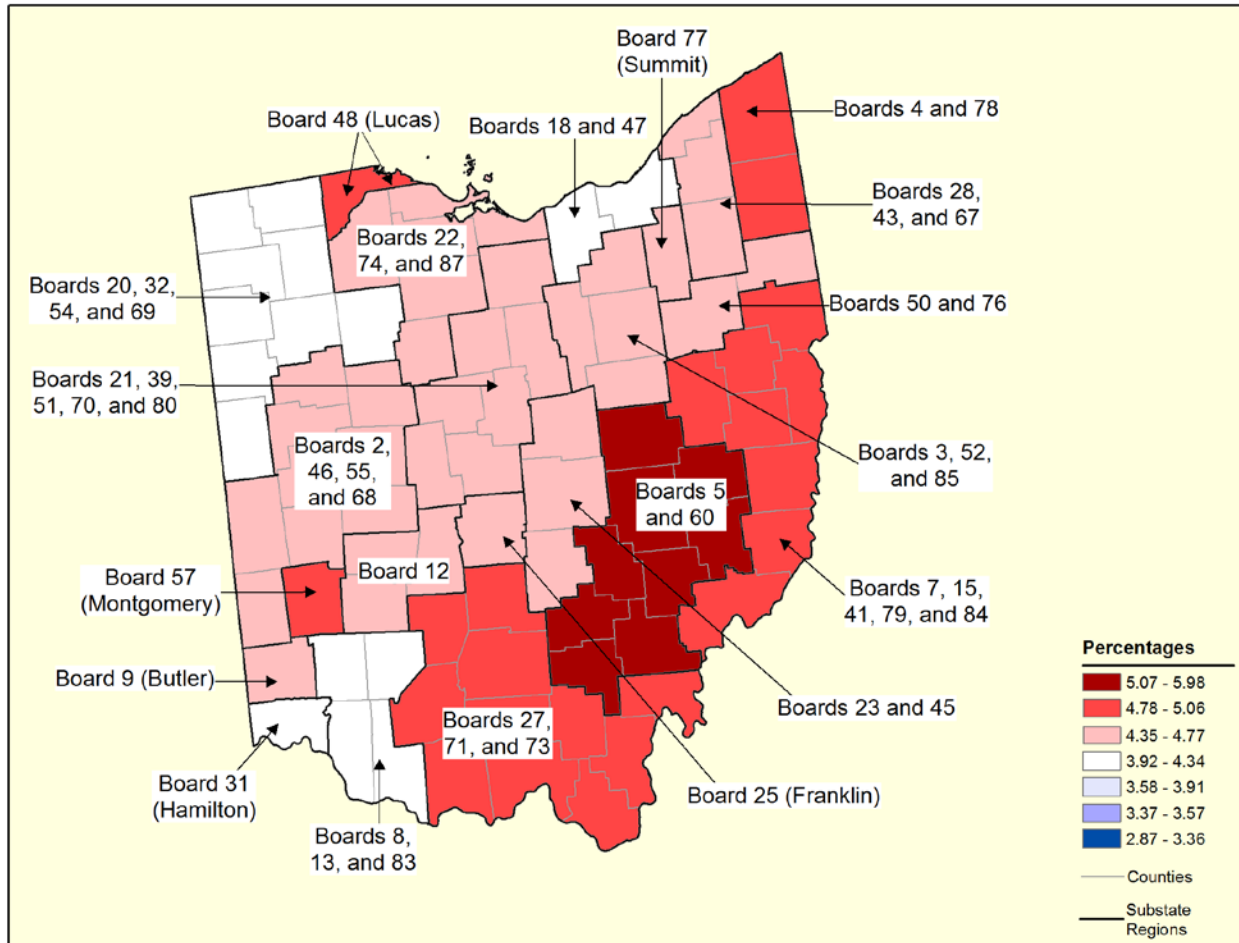 Board 77
(Summit)
Boards 4 and 78
Board 48 (Lucas)
Boards 18 and 47
Boards 28,
43, and 67
Boards 22,
74, and 87
Boards 20, 32,
54, and 69
Boards 50 and 76
Boards 21, 39,
51, 70, and 80
Boards 2,
46, 55,
and 68
Boards 3, 52,
and 85
Boards 5
and 60
Board 57
(Montgomery)
Board 12
Boards 7, 15,
41, 79, and 84
Board 9 (Butler)
Boards 23 and 45
Boards 27,
71, and 73
Board 31
(Hamilton)
Board 25 (Franklin)
Boards 8,
13, and 83
Percentages
5.07 - 5.98
4.78 - 5.06
4.35 - 4.77
3.92 - 4.34
3.58 - 3.91
3.37 - 3.57
2.87 - 3.36
Counties
Substate
Regions